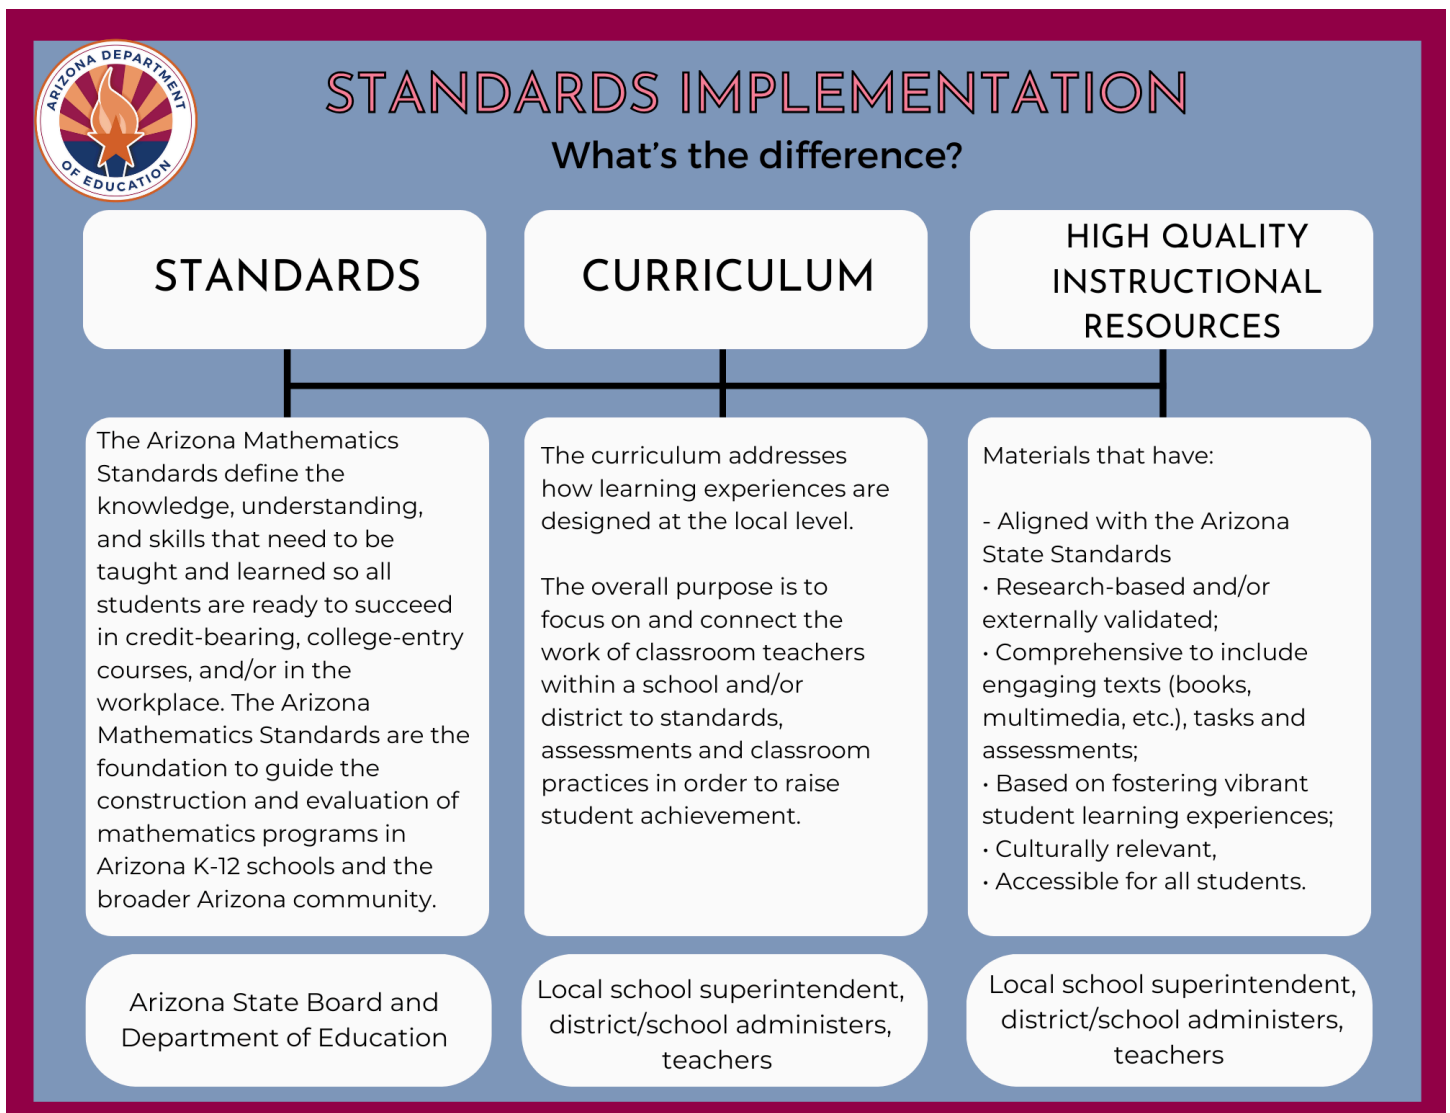 ARIZONA DEPARTMENT
OF EDUCATION
STANDARDS IMPLEMENTATION
What's the difference?
STANDARDS
CURRICULUM
HIGH QUALITY
INSTRUCTIONAL
RESOURCES
The Arizona Mathematics
Standards define the
knowledge, understanding,
and skills that need to be
taught and learned so all
students are ready to succeed
in credit-bearing, college-entry
courses, and/or in the
workplace. The Arizona
Mathematics Standards are the
foundation to guide the
construction and evaluation of
mathematics programs in
Arizona K-12 schools and the
broader Arizona community.
The curriculum addresses
how learning experiences are
designed at the local level.
The overall purpose is to
focus on and connect the
work of classroom teachers
within a school and/or
district to standards,
assessments and classroom
practices in order to raise
student achievement.
Materials that have:
- Aligned with the Arizona
State Standards
• Research-based and/or
externally validated;
• Comprehensive to include
engaging texts (books,
multimedia, etc.), tasks and
assessments;
• Based on fostering vibrant
student learning experiences;
• Culturally relevant,
• Accessible for all students.
Arizona State Board and
Department of Education
Local school superintendent,
district/school administers,
teachers
Local school superintendent,
district/school administers,
teachers